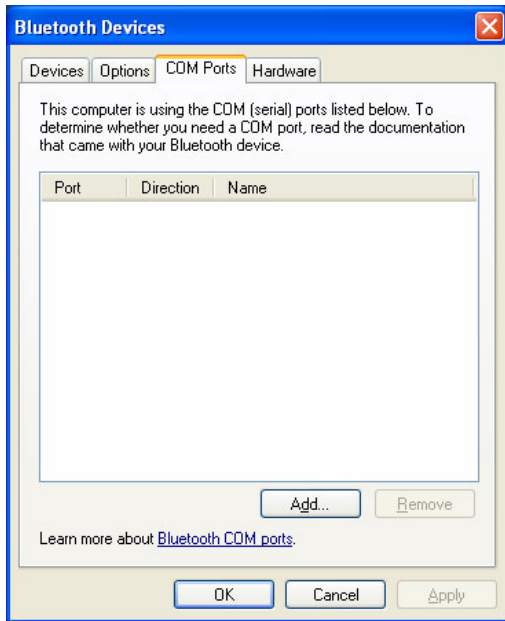 Bluetooth Devices
Devices Options COM Ports Hardware
This computer is using the COM (serial) ports listed below. To
determine whether you need a COM port, read the documentation
that came with your Bluetooth device.
Port Direction Name
Add... Remove
Learn more about Bluetooth COM ports.
OK Cancel Apply